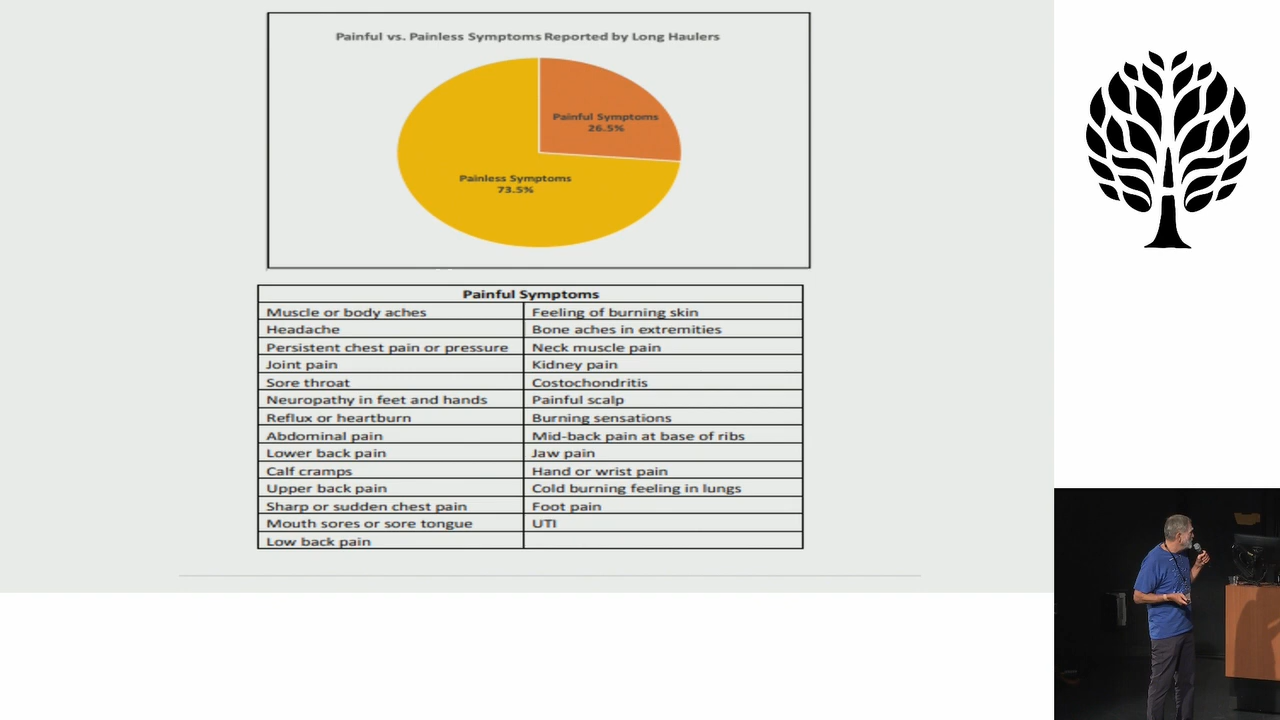 Painful vs. Painless Symptoms Reported by Long Haulers
Painful Symptoms
26.5%
Painless Symptoms
73.5%
Painful Symptoms
Muscle or body aches
Feeling of burning skin
Headache
Bone aches in extremities
Persistent chest pain or pressure
Neck muscle pain
Joint pain
Kidney pain
Sore throat
Costochondritis
Neuropathy in feet and hands
Painful scalp
Reflux or heartburn
Burning sensations
Abdominal pain
Mid-back pain at base of ribs
Lower back pain
Jaw pain
Calf cramps
Hand or wrist pain
Upper back pain
Cold burning feeling in lungs
Sharp or sudden chest pain
Foot pain
Mouth sores or sore tongue
UTI
Low back pain